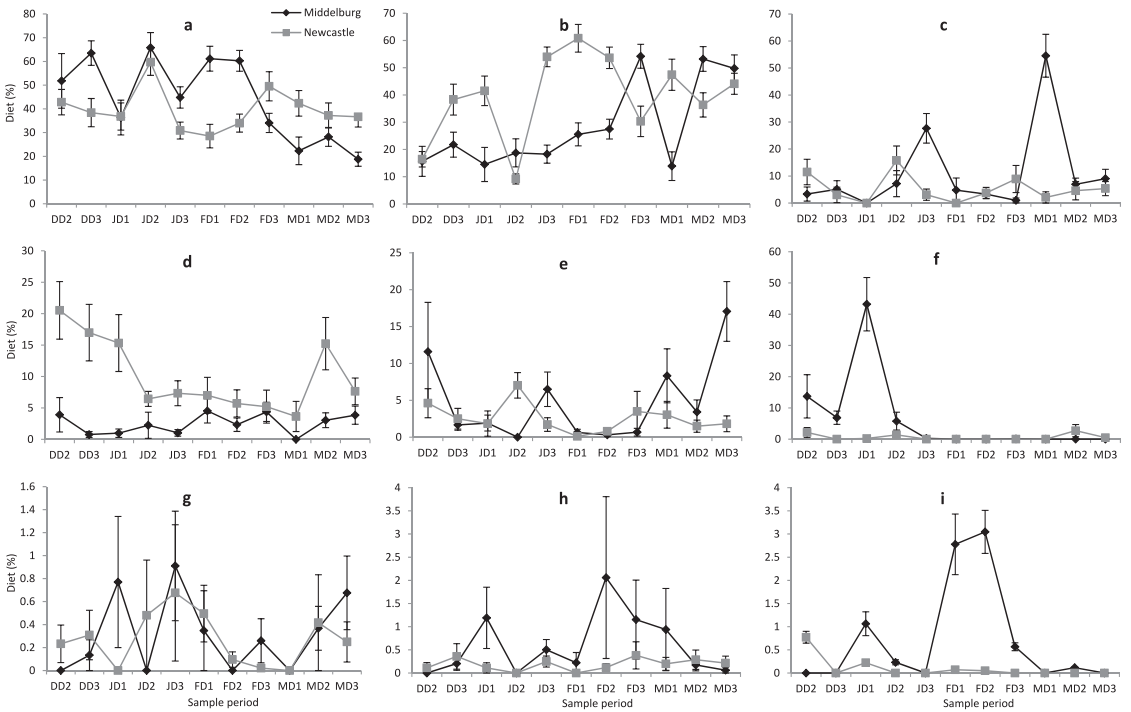 a
Middelburg
Newcastle
Diet (%)
80
70
60
50
40
30
20
10
0
DD2 DD3 JD1 JD2 JD3 FD1 FD2 FD3 MD1 MD2 MD3
b
70
60
50
40
30
20
10
0
DD2 DD3 JD1 JD2 JD3 FD1 FD2 FD3 MD1 MD2 MD3
c
70
60
50
40
30
20
10
0
DD2 DD3 JD1 JD2 JD3 FD1 FD2 FD3 MD1 MD2 MD3
d
Diet (%)
30
25
20
15
10
5
0
DD2 DD3 JD1 JD2 JD3 FD1 FD2 FD3 MD1 MD2 MD3
e
25
20
15
10
5
0
DD2 DD3 JD1 JD2 JD3 FD1 FD2 FD3 MD1 MD2 MD3
f
60
50
40
30
20
10
0
DD2 DD3 JD1 JD2 JD3 FD1 FD2 FD3 MD1 MD2 MD3
g
Diet (%)
1.6
1.4
1.2
1
0.8
0.6
0.4
0.2
0
DD2 DD3 JD1 JD2 JD3 FD1 FD2 FD3 MD1 MD2 MD3
Sample period
h
4
3.5
3
2.5
2
1.5
1
0.5
0
DD2 DD3 JD1 JD2 JD3 FD1 FD2 FD3 MD1 MD2 MD3
Sample period
i
4
3.5
3
2.5
2
1.5
1
0.5
0
DD2 DD3 JD1 JD2 JD3 FD1 FD2 FD3 MD1 MD2 MD3
Sample period